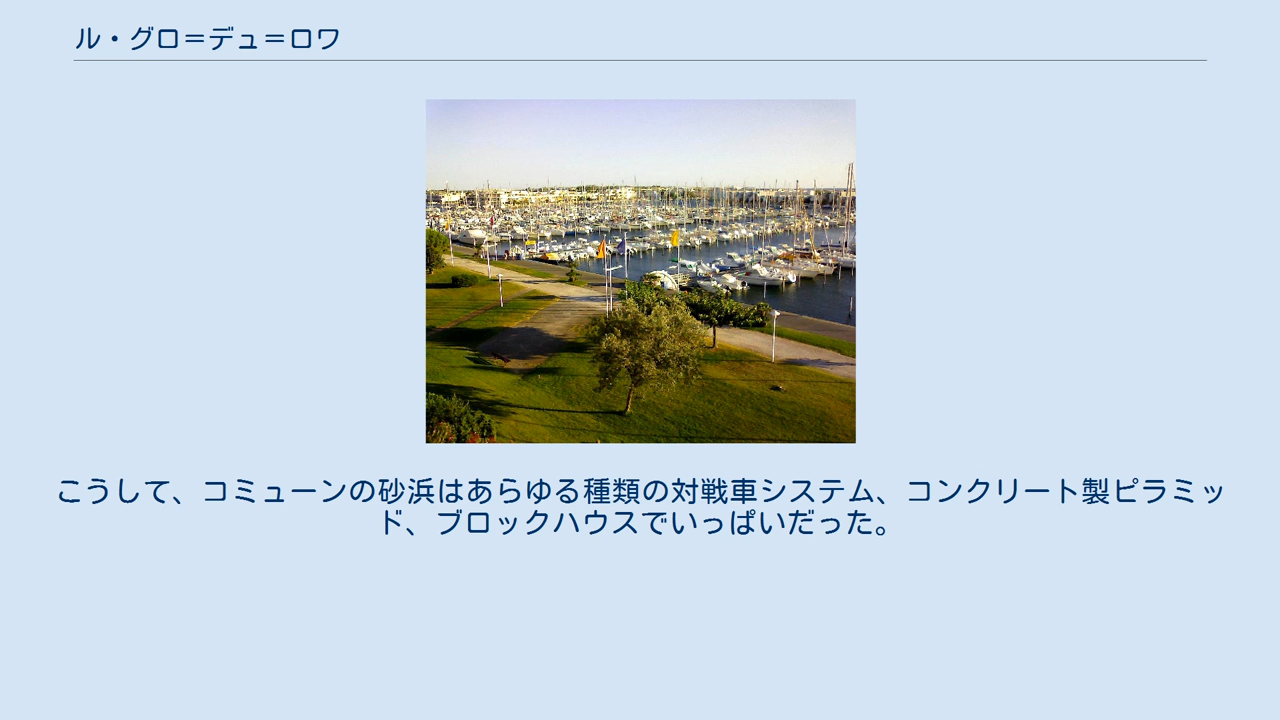 ル・グロ＝デュ＝ロワ
こうして、コミューンの砂浜はあらゆる種類の対戦車システム、コンクリート製ピラミッ
ド、ブロックハウスでいっぱいだった。